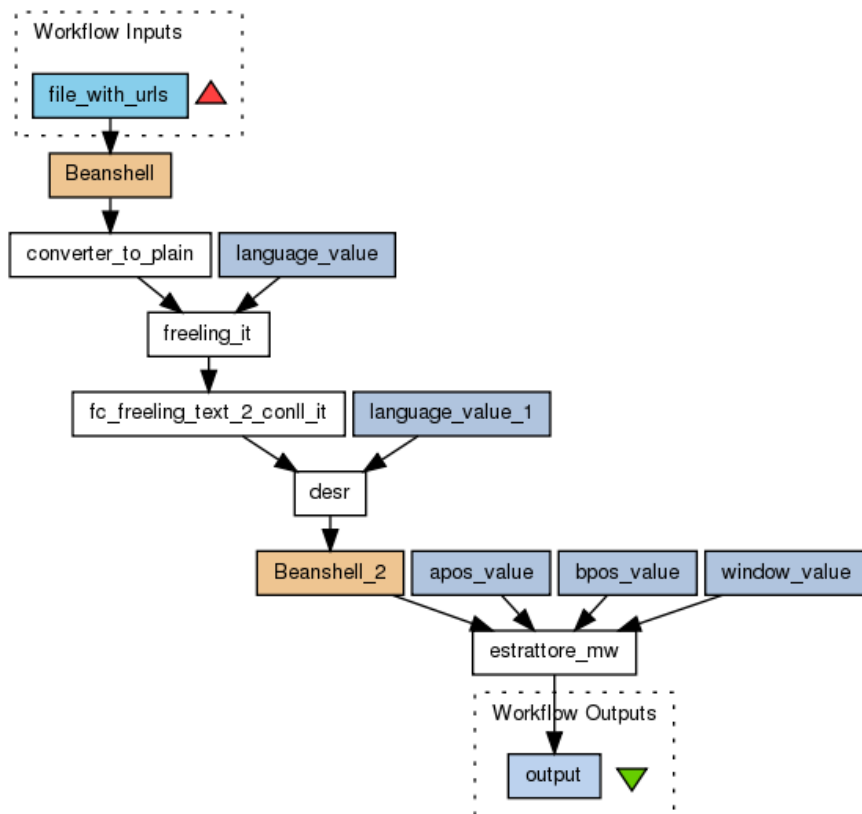 Workflow Inputs
file_with_urls
Beanshell
converter_to_plain
language_value
freeling_it
fc_freeling_text_2_conll_it
language_value_1
desr
Beanshell_2
apos_value
bpos_value
window_value
estrattore_mw
Workflow Outputs
output